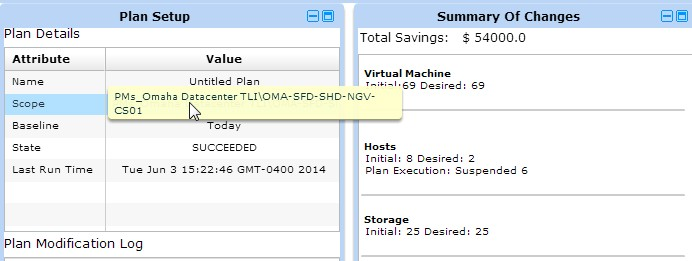 Plan Setup
Plan Details
Attribute Value
Name Untitled Plan
Scope PMs_Omaha Datacenter TLI\OMA-SFD-SHD-NGV-
CS01
Baseline Today
State SUCCEEDED
Last Run Time Tue Jun 3 15:22:46 GMT-0400 2014
Plan Modification Log
Summary Of Changes
Total Savings: $ 54000.0
Virtual Machine
Initial: 69 Desired: 69
Hosts
Initial: 8 Desired: 2
Plan Execution: Suspended 6
Storage
Initial: 25 Desired: 25